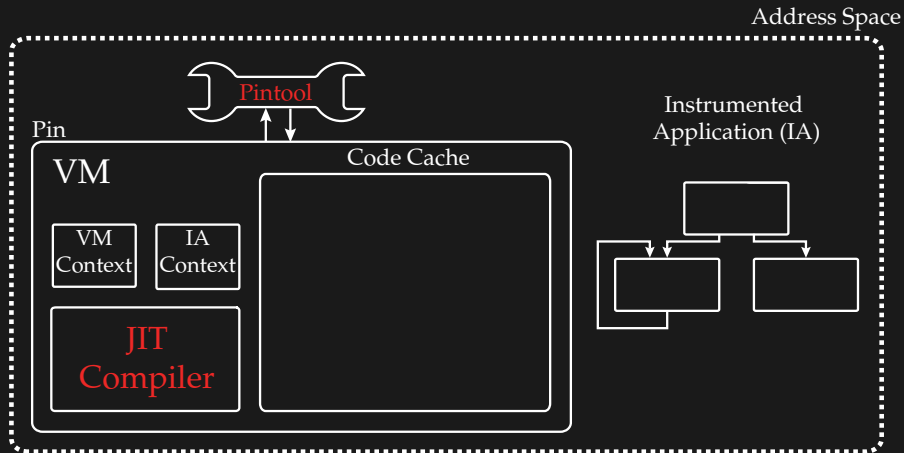 Address Space
Pintool
Instrumented
Application (IA)
Pin
Code Cache
VM
VM
Context
IA
Context
JIT
Compiler